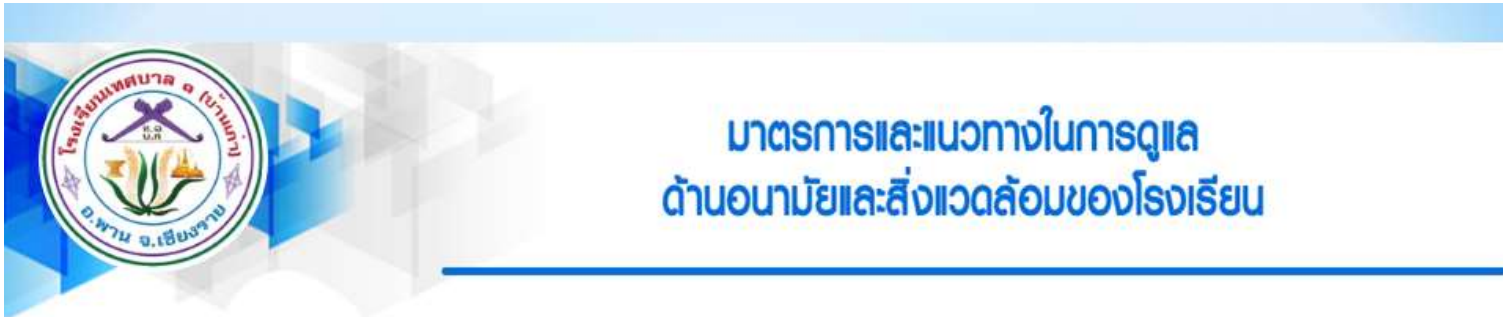 โรงเรียนเทศบาล ๑ (บ้านเก่า)
ท.๑
บ.ก
อ.พาน จ.เชียงราย
มาตรการและแนวทางในการดูแล
ด้านอนามัยและสิ่งแวดล้อมของโรงเรียน